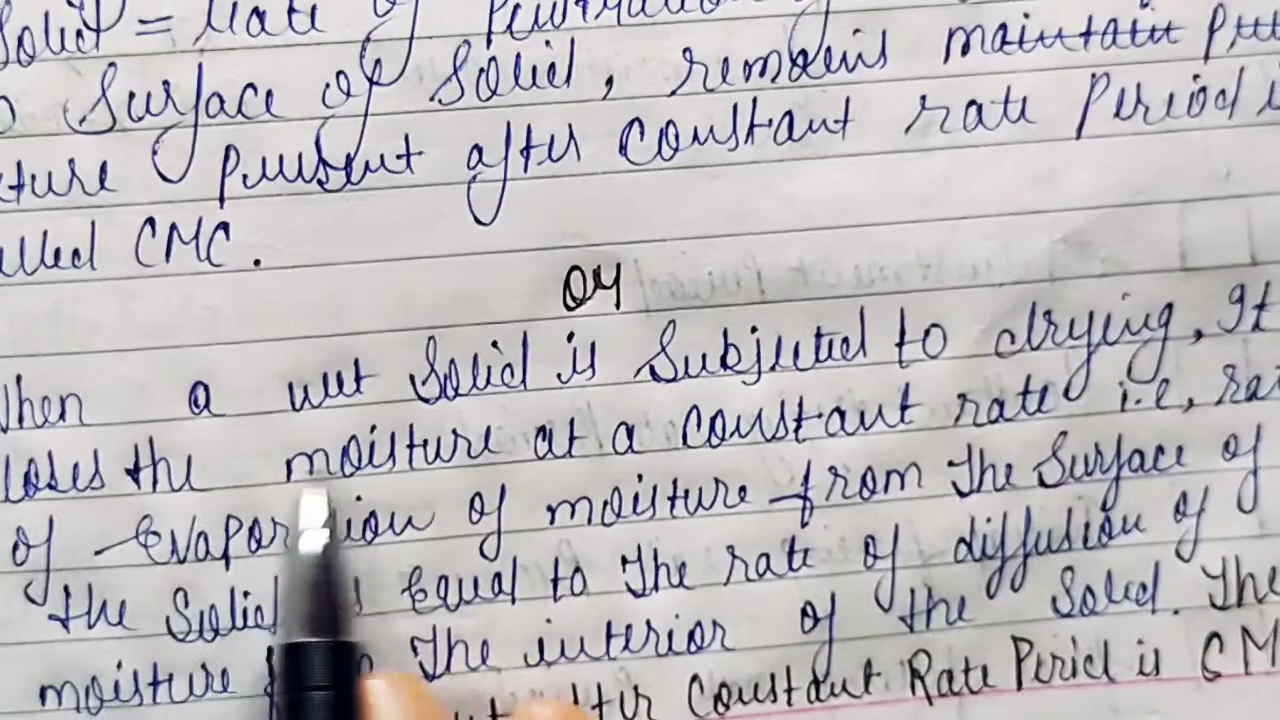 Solid = Rate of
Surface of Solid, remains maintain
ture present after constant rate Period i
alled CMC.
Or
When a wet Solid is Subjected to drying, It
loses the moisture at a constant rate i.e, ra
of Evaporation of moisture from The Surface of
the Solid is Equal to The rate of diffusion of
moisture The interior of the Solid. The
after Constant Rate Period is CM